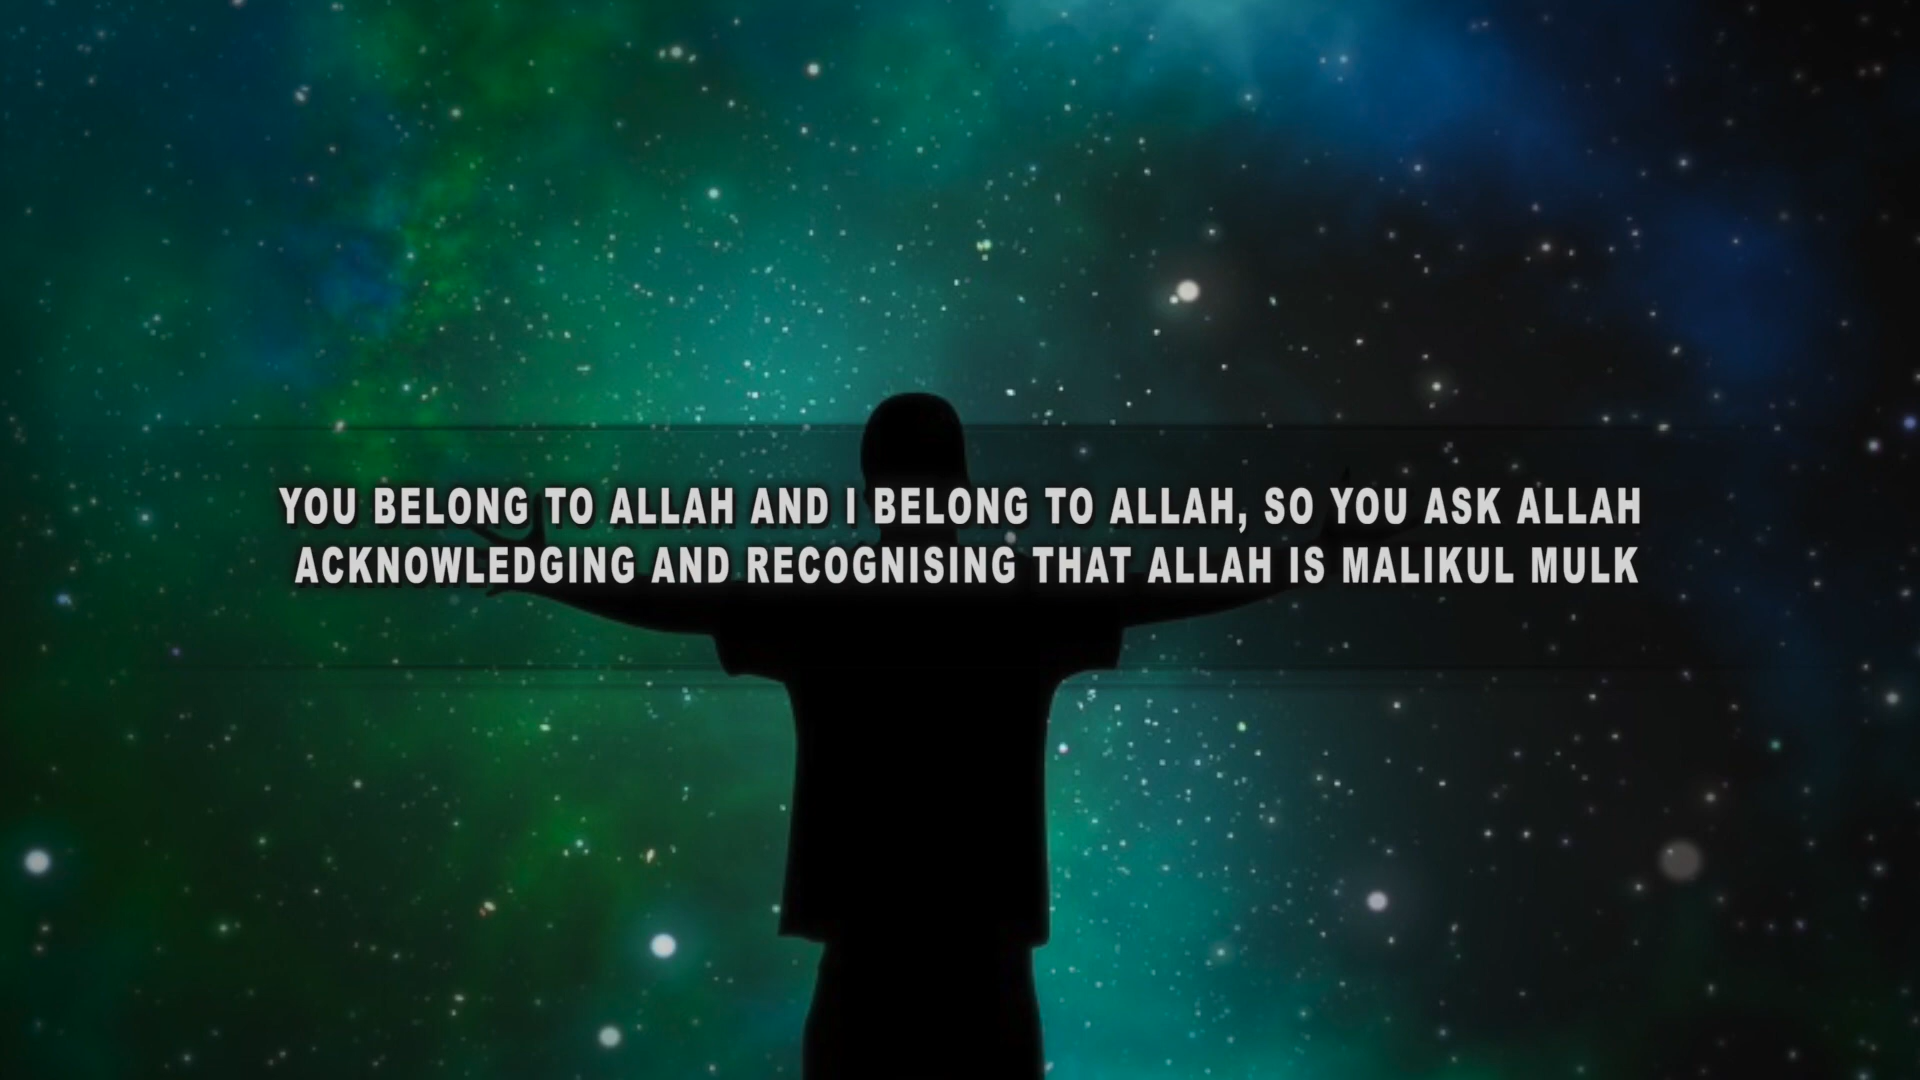 YOU BELONG TO ALLAH AND I BELONG TO ALLAH, SO YOU ASK ALLAH
ACKNOWLEDGING AND RECOGNISING THAT ALLAH IS MALIKUL MULK